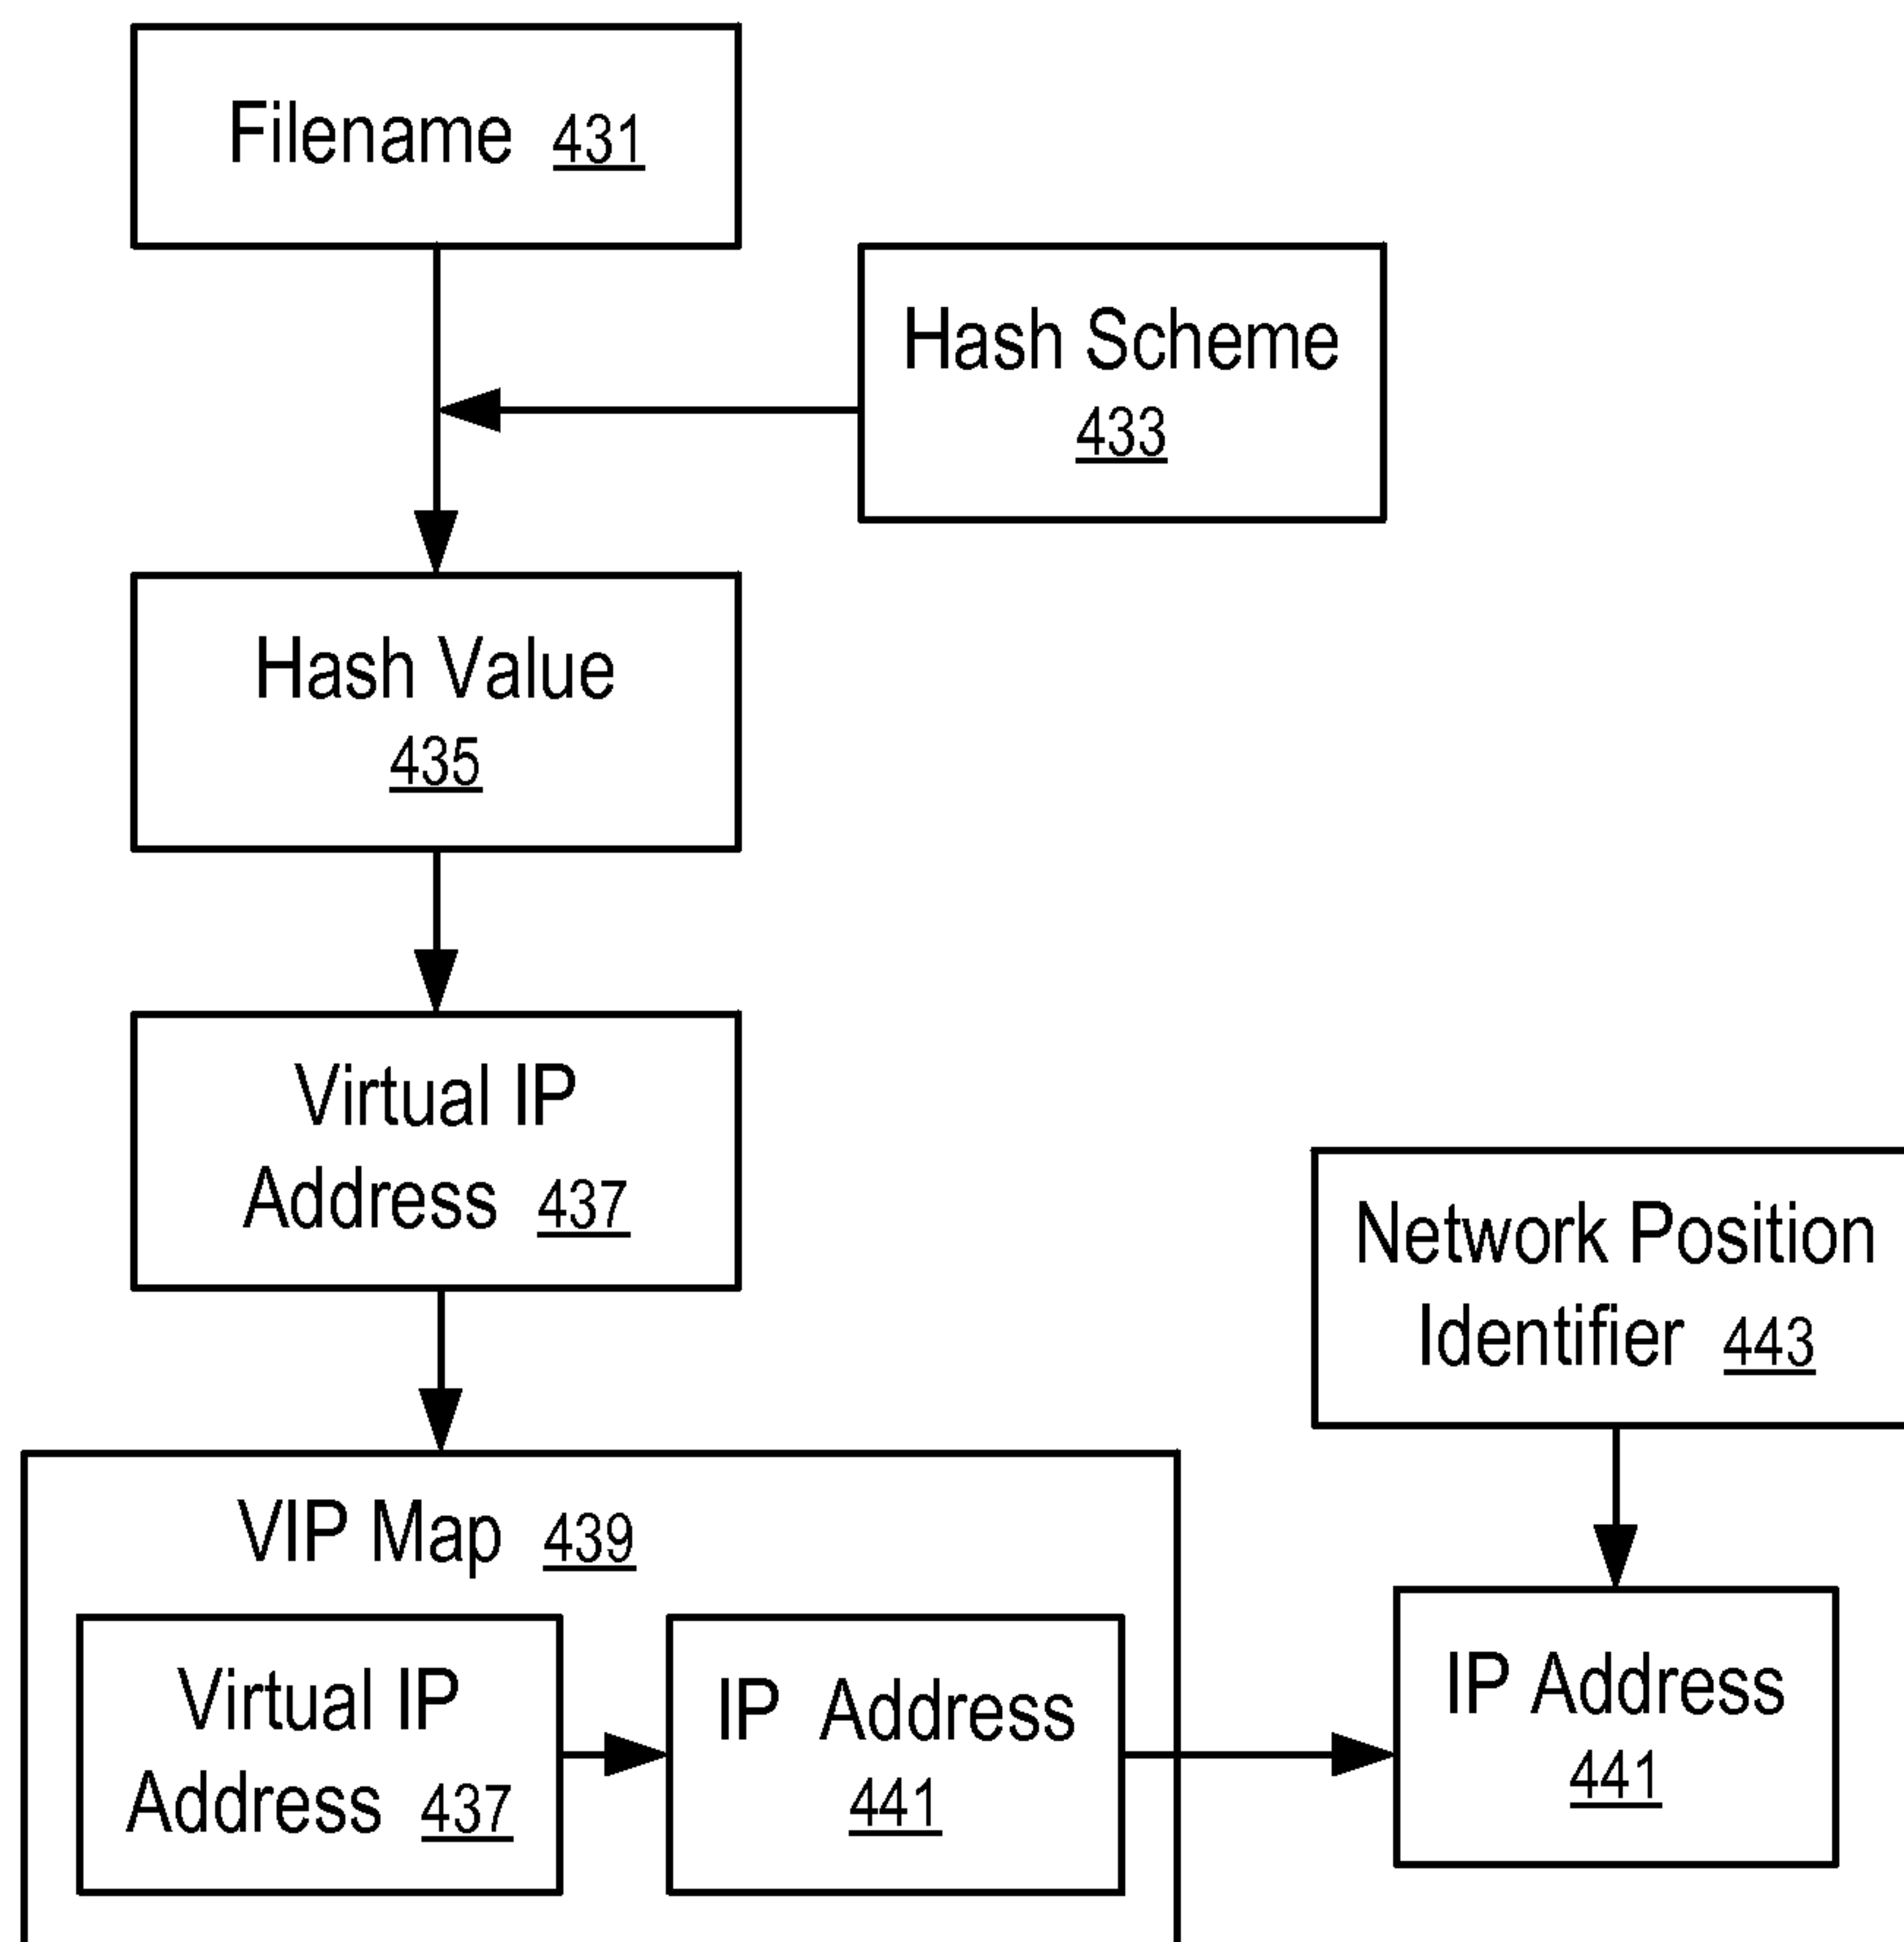 Filename 431
Hash Scheme
433
Hash Value
435
Virtual IP
Address 437
Network Position
Identifier 443
VIP Map 439
Virtual IP
Address 437
IP Address
441
IP Address
441